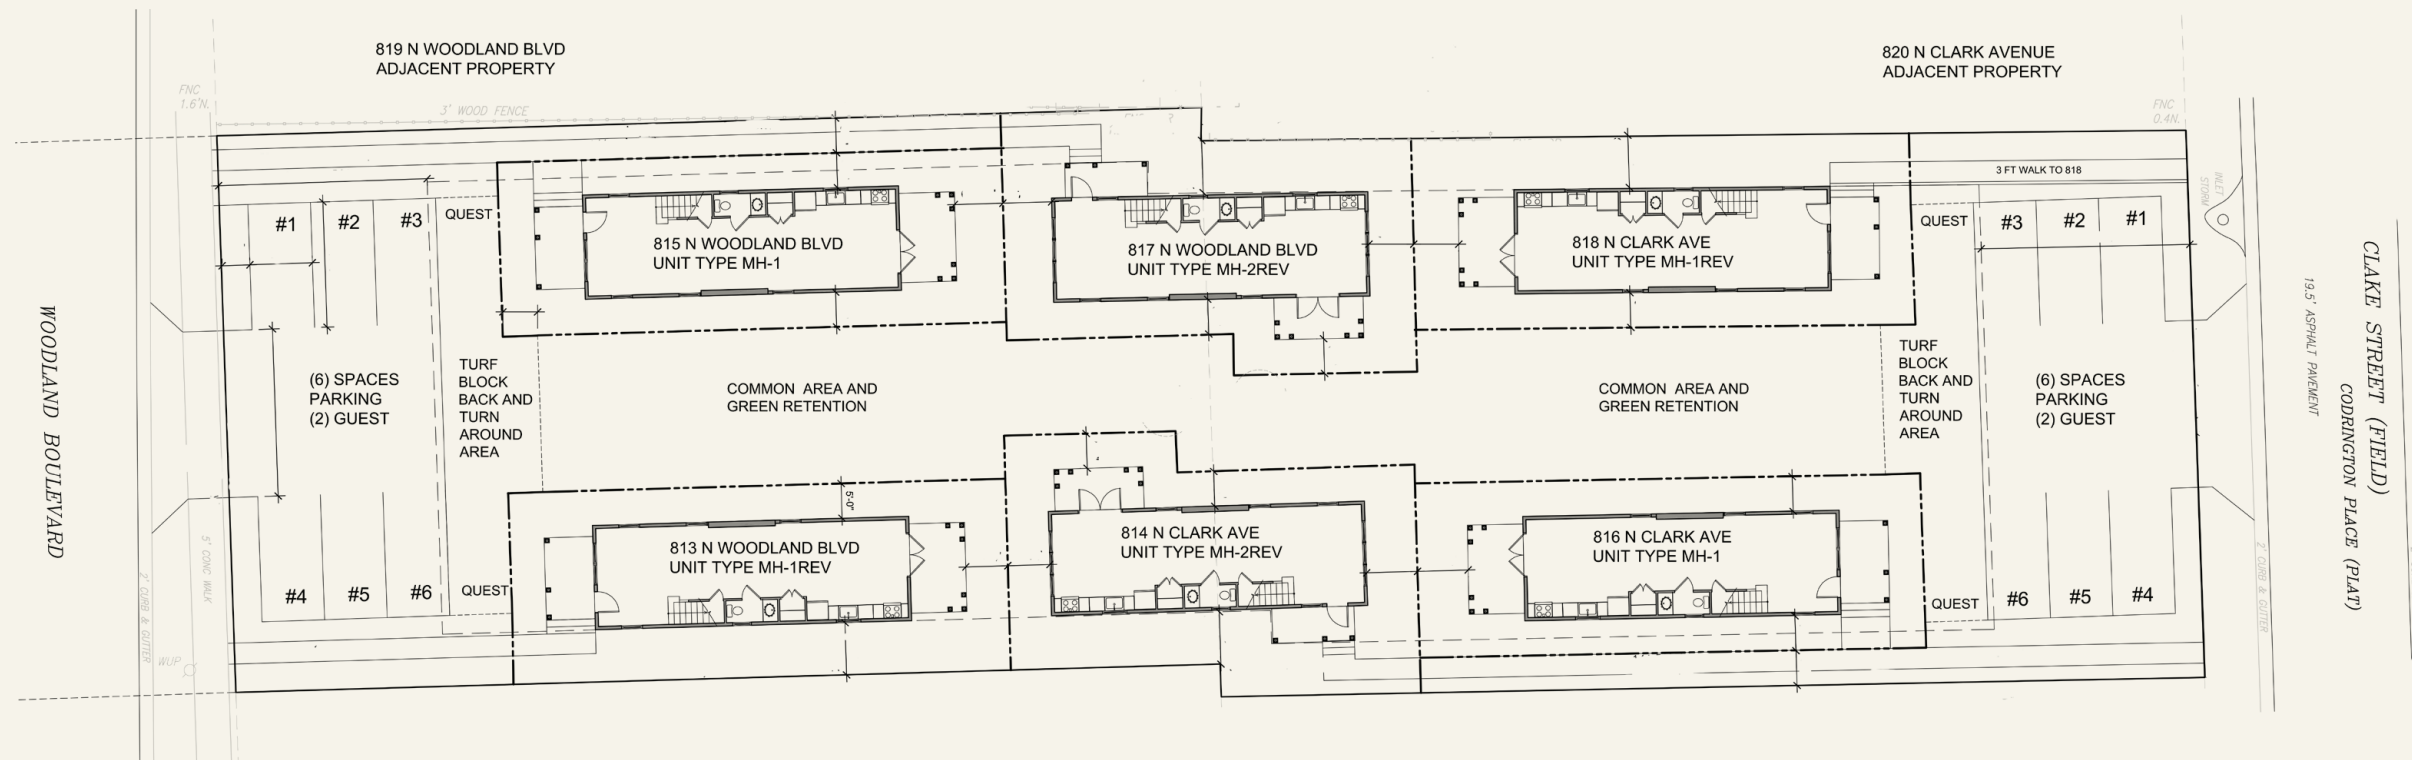 819 N WOODLAND BLVD
ADJACENT PROPERTY
820 N CLARK AVENUE
ADJACENT PROPERTY
FNC
1.6'N.
3' WOOD FENCE
FNC
0.4N.
3 FT WALK TO 818
INLET
STORM
#1
#2
#3
QUEST
815 N WOODLAND BLVD
UNIT TYPE MH-1
817 N WOODLAND BLVD
UNIT TYPE MH-2REV
818 N CLARK AVE
UNIT TYPE MH-1REV
QUEST
#3
#2
#1
WOODLAND BOULEVARD
(6) SPACES
PARKING
(2) GUEST
TURF
BLOCK
BACK AND
TURN
AROUND
AREA
COMMON AREA AND
GREEN RETENTION
COMMON AREA AND
GREEN RETENTION
TURF
BLOCK
BACK AND
TURN
AROUND
AREA
(6) SPACES
PARKING
(2) GUEST
19.5' ASPHALT PAVEMENT
CLAKE STREET (FIELD)
CODRINGTON PLACE (PLAT)
5'-0"
813 N WOODLAND BLVD
UNIT TYPE MH-1REV
814 N CLARK AVE
UNIT TYPE MH-2REV
816 N CLARK AVE
UNIT TYPE MH-1
#4
#5
#6
QUEST
QUEST
#6
#5
#4
2' CURB & GUTTER
5' CONC WALK
WUP
2' CURB & GUTTER